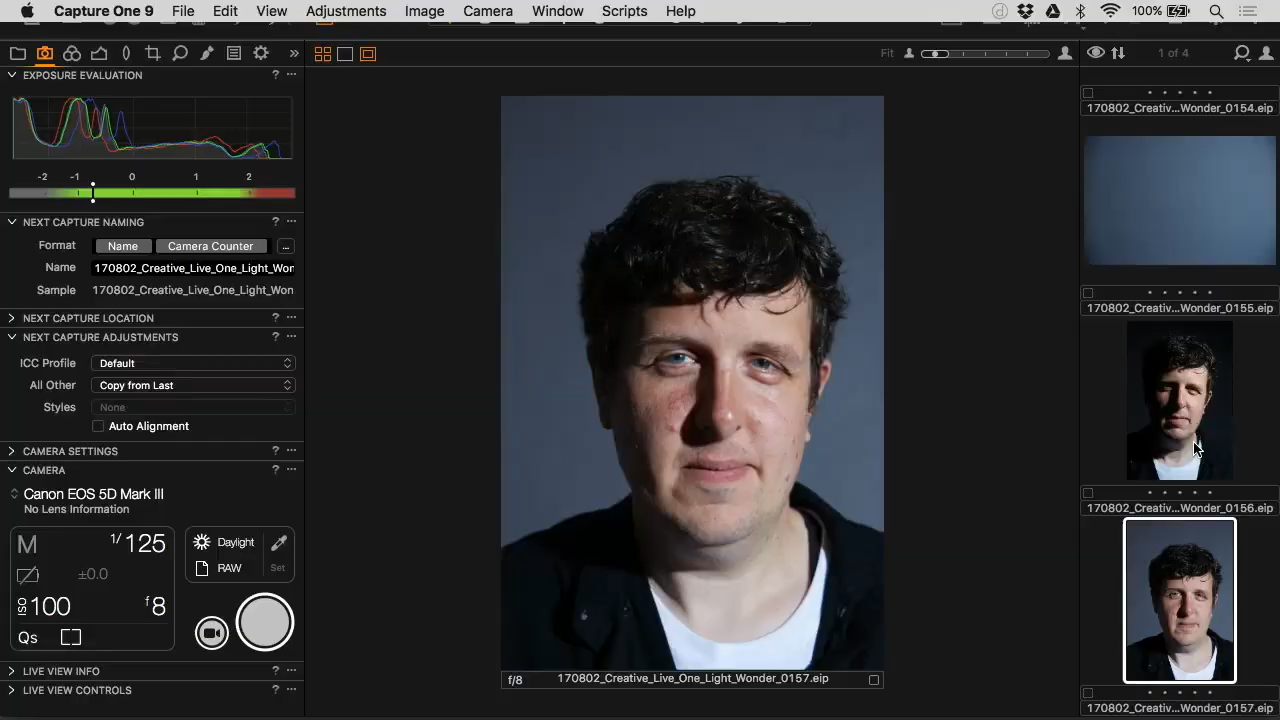 Capture One 9 File Edit View Adjustments Image Camera Window Scripts Help 100%
Fit 1 of 4
EXPOSURE EVALUATION ? ...
-2 -1 0 1 2
NEXT CAPTURE NAMING ? ...
Format Name Camera Counter ...
Name 170802_Creative_Live_One_Light_Won
Sample 170802_Creative_Live_One_Light_Won
NEXT CAPTURE LOCATION ? ...
NEXT CAPTURE ADJUSTMENTS ? ...
ICC Profile Default
All Other Copy from Last
Styles None
Auto Alignment
CAMERA SETTINGS ? ...
CAMERA ? ...
Canon EOS 5D Mark III
No Lens Information
M 1/125
±0.0
ISO 100 f8
Qs
Daylight
RAW Set
LIVE VIEW INFO ? ...
LIVE VIEW CONTROLS ? ...
f/8 170802_Creative_Live_One_Light_Wonder_0157.eip
170802_Creativ...Wonder_0154.eip
170802_Creativ...Wonder_0155.eip
170802_Creativ...Wonder_0156.eip
170802_Creativ...Wonder_0157.eip